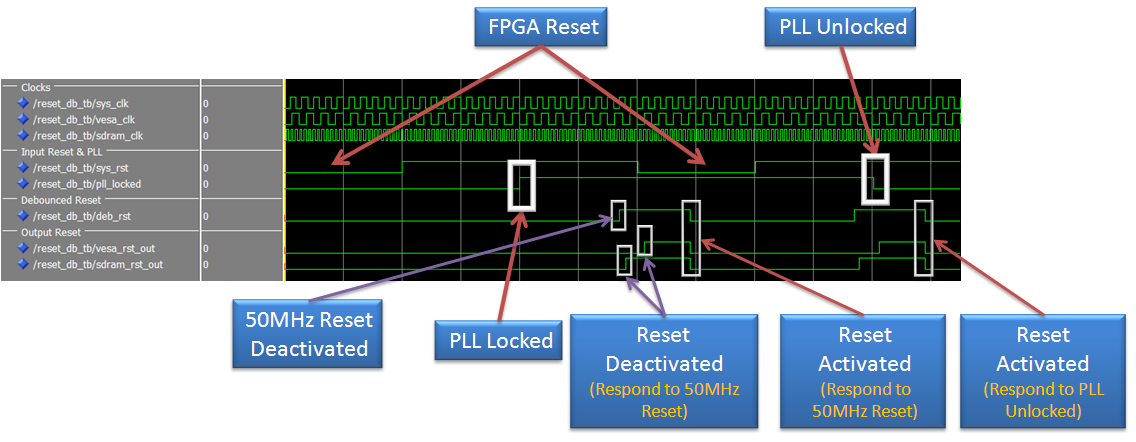 FPGA Reset
PLL Unlocked
Clocks
/reset_db_tb/sys_clk 0
/reset_db_tb/vesa_clk 0
/reset_db_tb/sdram_clk 0
Input Reset & PLL
/reset_db_tb/sys_rst 0
/reset_db_tb/pll_locked 0
Debounced Reset
/reset_db_tb/deb_rst 0
Output Reset
/reset_db_tb/vesa_rst_out 0
/reset_db_tb/sdram_rst_out 0
50MHz Reset
Deactivated
PLL Locked
Reset
Deactivated
(Respond to 50MHz
Reset)
Reset
Activated
(Respond to
50MHz Reset)
Reset
Activated
(Respond to PLL
Unlocked)